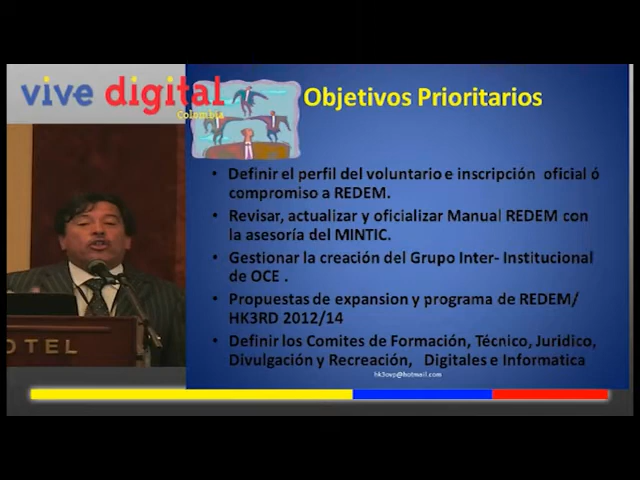 vive digital
Colombia
Objetivos Prioritarios
• Definir el perfil del voluntario e inscripción oficial ó
compromiso a REDEM.
• Revisar, actualizar y oficializar Manual REDEM con
la asesoría del MINTIC.
• Gestionar la creación del Grupo Inter- Institucional
de OCE .
• Propuestas de expansion y programa de REDEM/
HK3RD 2012/14
• Definir los Comites de Formación, Técnico, Juridico,
Divulgación y Recreación, Digitales e Informatica
OTEL